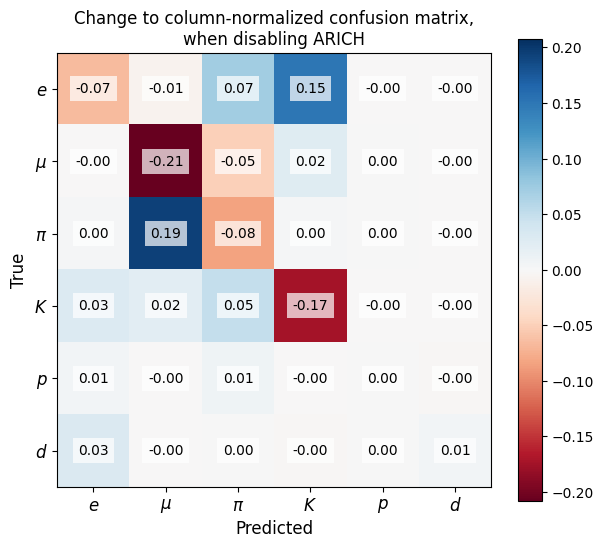 Change to column-normalized confusion matrix,
when disabling ARICH
e -0.07 -0.01 0.07 0.15 -0.00 -0.00
μ -0.00 -0.21 -0.05 0.02 0.00 -0.00
π 0.00 0.19 -0.08 0.00 0.00 -0.00
K 0.03 0.02 0.05 -0.17 -0.00 -0.00
p 0.01 -0.00 0.01 -0.00 0.00 -0.00
d 0.03 -0.00 0.00 -0.00 0.00 0.01
e μ π K p d
Predicted
True
0.20
0.15
0.10
0.05
0.00
−0.05
−0.10
−0.15
−0.20